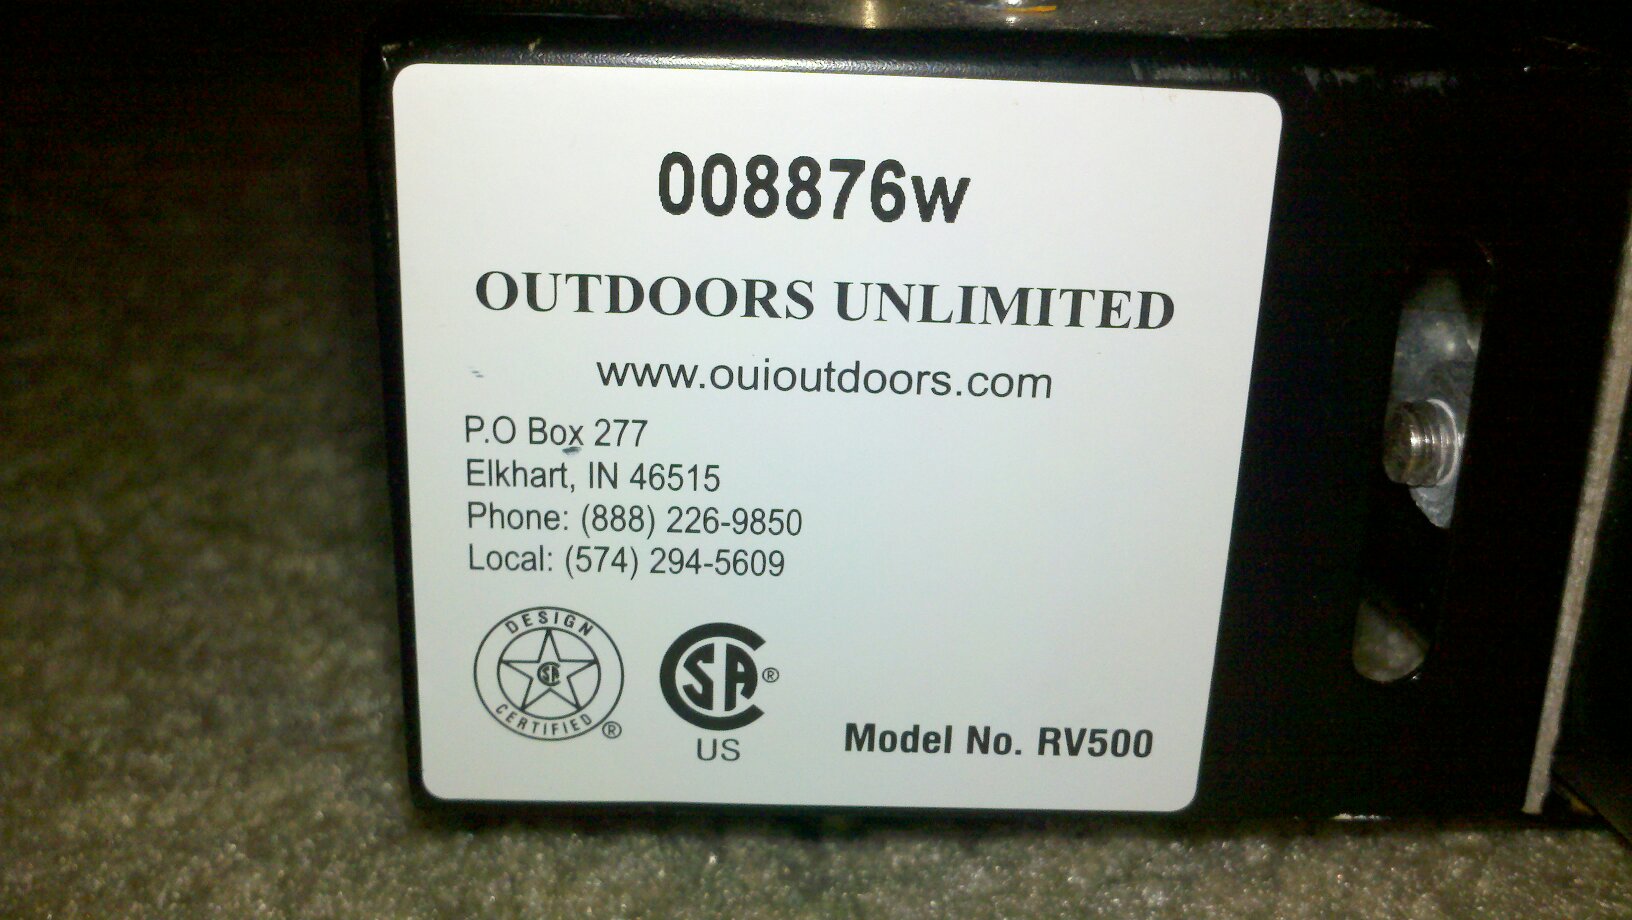 008876w
OUTDOORS UNLIMITED
www.ouioutdoors.com
P.O Box 277
Elkhart, IN 46515
Phone: (888) 226-9850
Local: (574) 294-5609
DESIGN
SA
CERTIFIED
®
CSA
®
US
Model No. RV500